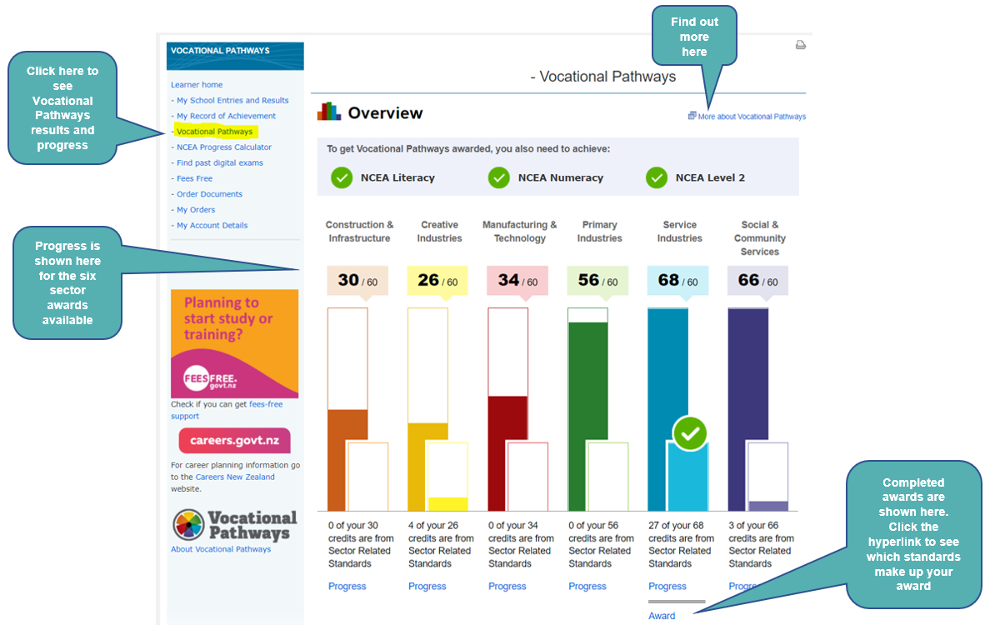 Find out
more
here
VOCATIONAL PATHWAYS
Click here to
see
Vocational
Pathways
results and
progress
- Vocational Pathways
Learner home
- My School Entries and Results
- My Record of Achievement
- Vocational Pathways
- NCEA Progress Calculator
- Find past digital exams
- Fees Free
- Order Documents
- My Orders
- My Account Details
Overview
More about Vocational Pathways
To get Vocational Pathways awarded, you also need to achieve:
NCEA Literacy
NCEA Numeracy
NCEA Level 2
Progress is
shown here
for the six
sector
awards
available
Construction &
Infrastructure
Creative
Industries
Manufacturing &
Technology
Primary
Industries
Service
Industries
Social &
Community
Services
30 / 60
26 / 60
34 / 60
56 / 60
68 / 60
66 / 60
Planning to
start study or
training?
FEES FREE.
govt.nz
Check if you can get fees-free
support
careers.govt.nz
For career planning information go
to the Careers New Zealand
website.
Vocational
Pathways
About Vocational Pathways
0 of your 30
credits are from
Sector Related
Standards
Progress
4 of your 26
credits are from
Sector Related
Standards
Progress
0 of your 34
credits are from
Sector Related
Standards
Progress
0 of your 56
credits are from
Sector Related
Standards
Progress
27 of your 68
credits are from
Sector Related
Standards
Progress
Award
3 of your 66
credits are from
Sector Related
Standards
Completed
awards are
shown here.
Click the
hyperlink to see
which standards
make up your
award